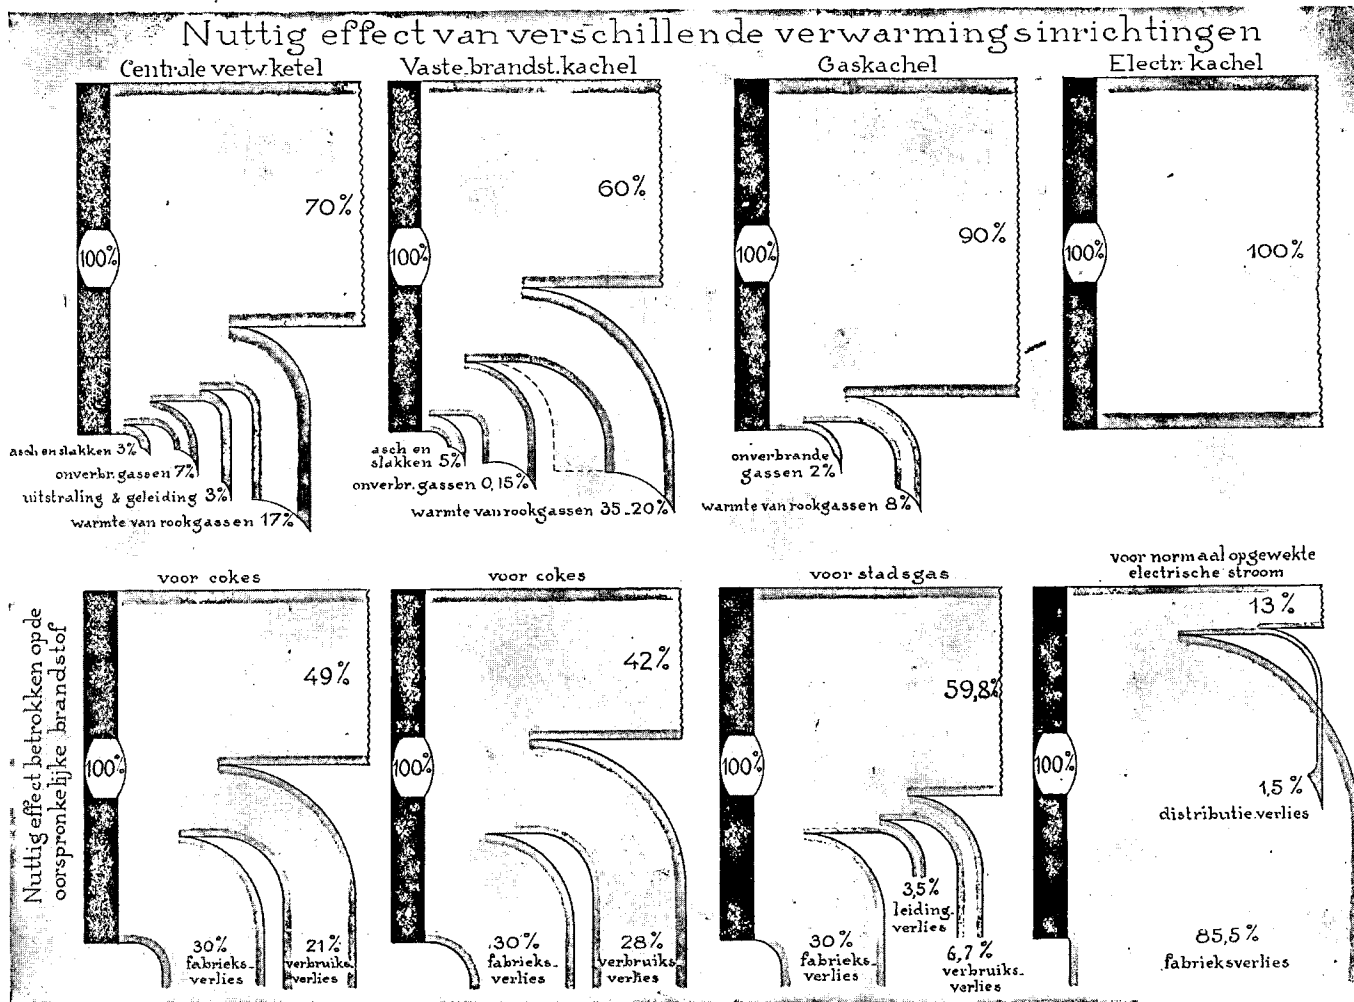 Nuttig effect van verschillende verwarmingsinrichtingen
Centrale verw.ketel
70%
100%
asch en slakken 3%
onverbr. gassen 7%
uitstraling & geleiding 3%
warmte van rookgassen 17%
Vaste.brandst.kachel
60%
100%
asch en
slakken 5%
onverbr. gassen 0,15%
warmte van rookgassen 35-20%
Gaskachel
90%
100%
onverbrande
gassen 2%
warmte van rookgassen 8%
Electr. kachel
100%
100%
Nuttig effect betrokken op de
oorspronkelijke brandstof
voor cokes
49%
100%
30%
fabrieks-
verlies
21%
verbruiks-
verlies
voor cokes
42%
100%
30%
fabrieks-
verlies
28%
verbruiks-
verlies
voor stadsgas
59,8%
100%
30%
fabrieks-
verlies
3,5%
leiding-
verlies
6,7%
verbruiks-
verlies
voor normaal opgewekte
electrische stroom
13%
100%
1,5%
distributie.verlies
85,5%
fabrieksverlies